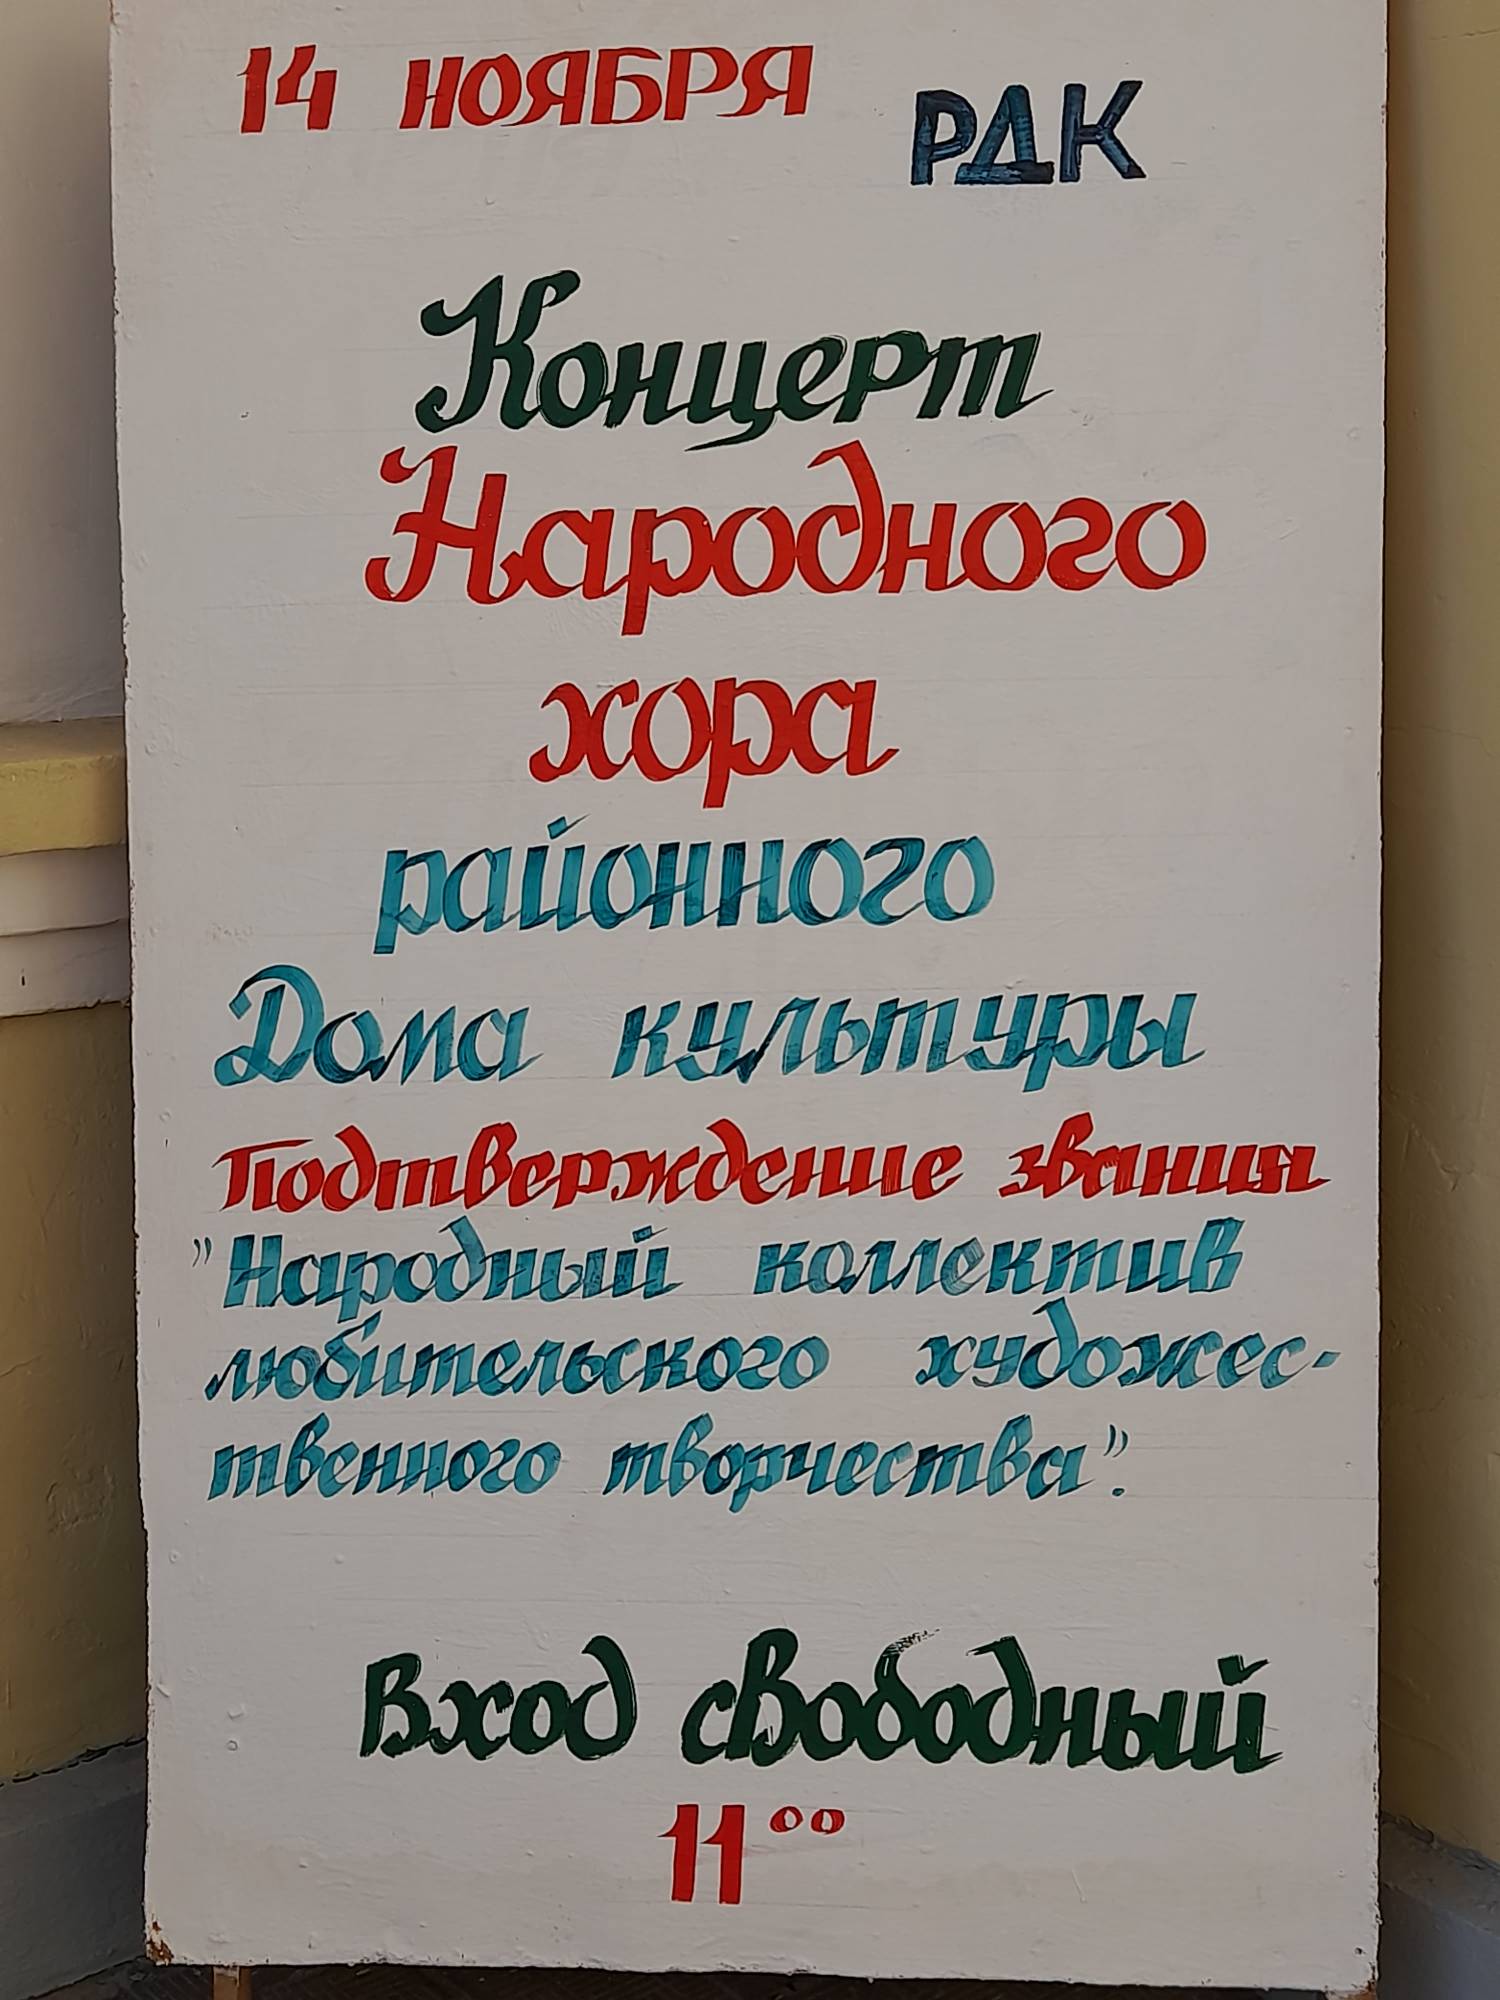 14 НОЯБРЯ
РДК
Концерт
Народного
хора
районного
Дома культуры
Подтверждение звания
"Народный коллектив
любительского художес-
твенного творчества".
Вход свободный
11⁰⁰